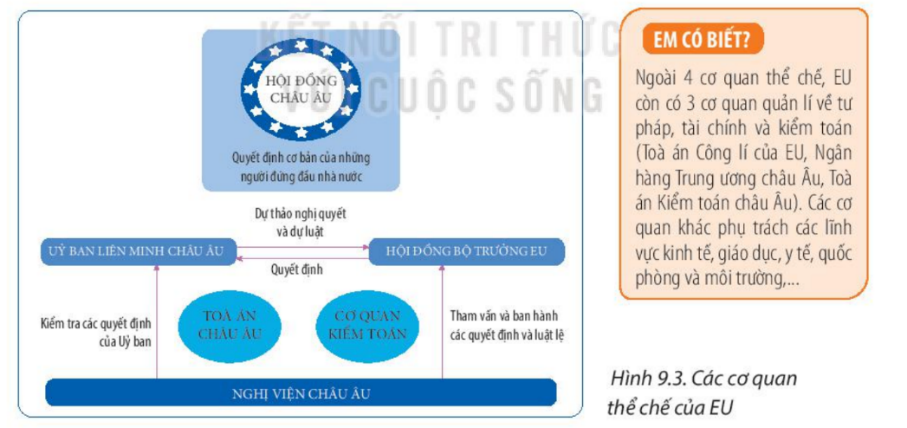 KẾT NỐI TRI THỨC
VỚI CUỘC SỐNG
HỘI ĐỒNG
CHÂU ÂU
Quyết định cơ bản của những
người đứng đầu nhà nước
Dự thảo nghị quyết
và dự luật
UỶ BAN LIÊN MINH CHÂU ÂU
HỘI ĐỒNG BỘ TRƯỞNG EU
Quyết định
Kiểm tra các quyết định
của Uỷ ban
TOÀ ÁN
CHÂU ÂU
CƠ QUAN
KIỂM TOÁN
Tham vấn và ban hành
các quyết định và luật lệ
NGHỊ VIỆN CHÂU ÂU
EM CÓ BIẾT?
Ngoài 4 cơ quan thể chế, EU
còn có 3 cơ quan quản lí về tư
pháp, tài chính và kiểm toán
(Toà án Công lí của EU, Ngân
hàng Trung ương châu Âu, Toà
án Kiểm toán châu Âu). Các cơ
quan khác phụ trách các lĩnh
vực kinh tế, giáo dục, y tế, quốc
phòng và môi trường,...
Hình 9.3. Các cơ quan
thể chế của EU